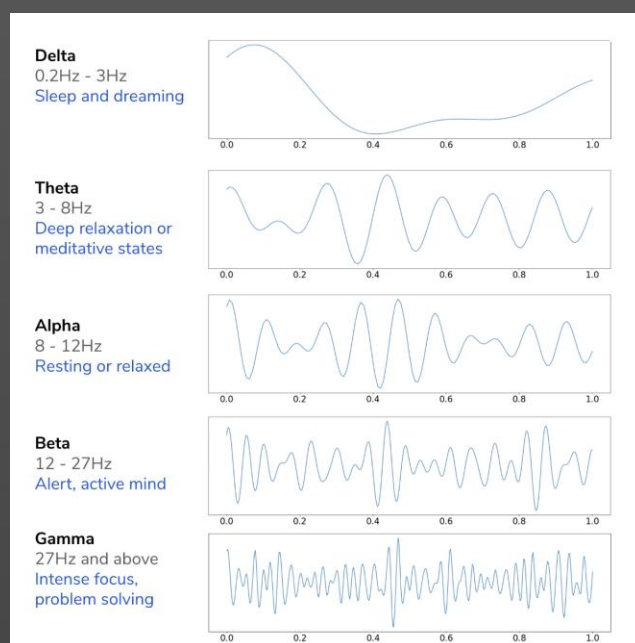 Delta
0.2Hz - 3Hz
Sleep and dreaming
0.0 0.2 0.4 0.6 0.8 1.0
Theta
3 - 8Hz
Deep relaxation or
meditative states
0.0 0.2 0.4 0.6 0.8 1.0
Alpha
8 - 12Hz
Resting or relaxed
0.0 0.2 0.4 0.6 0.8 1.0
Beta
12 - 27Hz
Alert, active mind
0.0 0.2 0.4 0.6 0.8 1.0
Gamma
27Hz and above
Intense focus,
problem solving
0.0 0.2 0.4 0.6 0.8 1.0